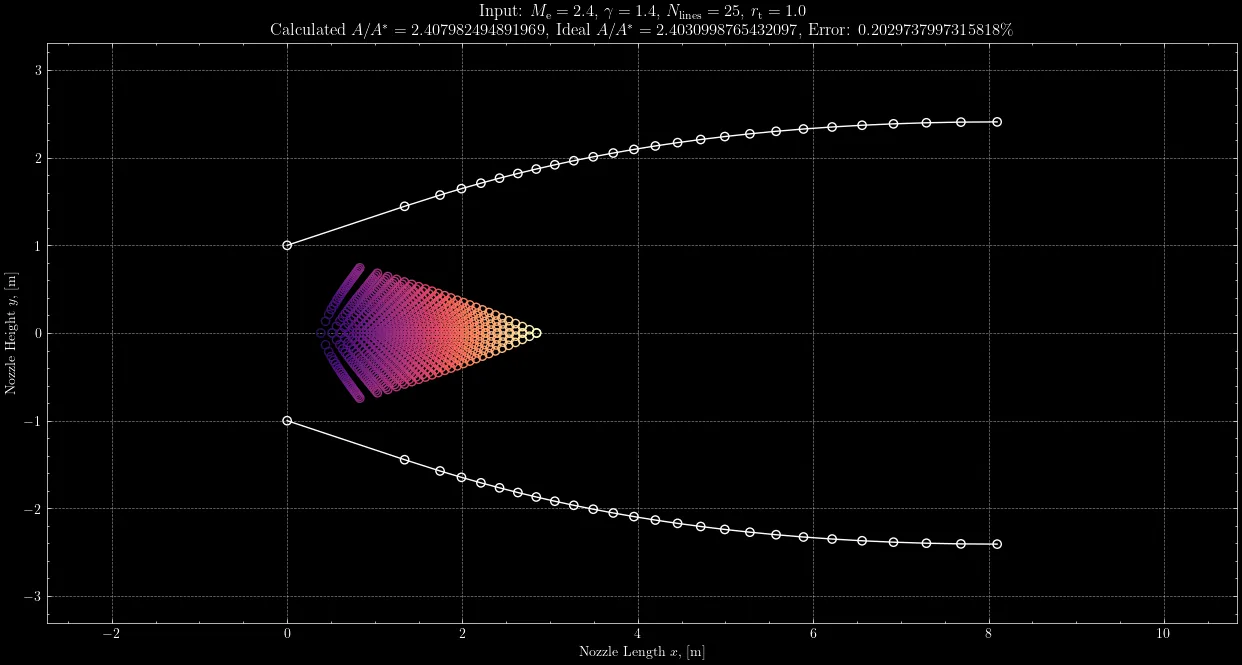 Input: $M_e = 2.4$, $\gamma = 1.4$, $N_{\text{lines}} = 25$, $r_t = 1.0$
Calculated $A/A^* = 2.407982494891969$, Ideal $A/A^* = 2.4030998765432097$, Error: $0.2029737997315818\%$
3
2
1
0
−1
−2
−3
Nozzle Height $y$, [m]
−2 0 2 4 6 8 10
Nozzle Length $x$, [m]